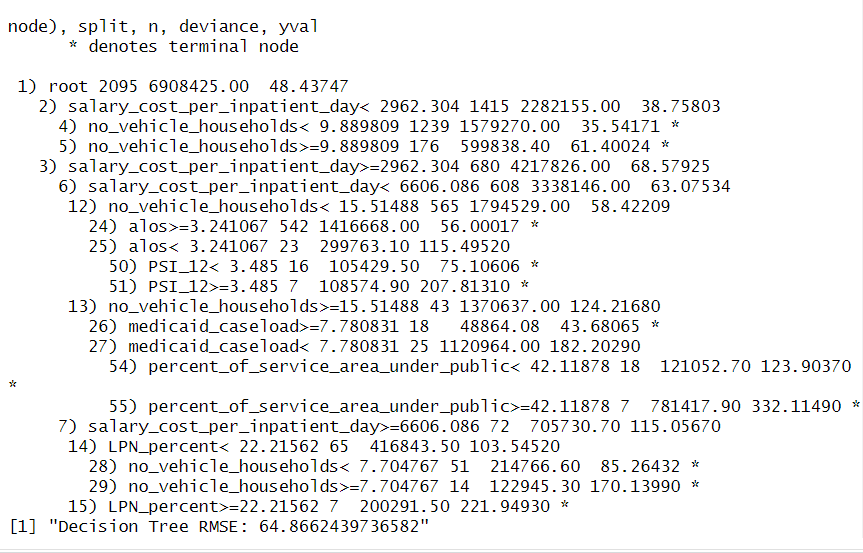 node), split, n, deviance, yval
      * denotes terminal node
 1) root 2095 6908425.00  48.43747
   2) salary_cost_per_inpatient_day< 2962.304 1415 2282155.00  38.75803
     4) no_vehicle_households< 9.889809 1239 1579270.00  35.54171 *
     5) no_vehicle_households>=9.889809 176  599838.40  61.40024 *
   3) salary_cost_per_inpatient_day>=2962.304 680 4217826.00  68.57925
     6) salary_cost_per_inpatient_day< 6606.086 608 3338146.00  63.07534
      12) no_vehicle_households< 15.51488 565 1794529.00  58.42209
        24) alos>=3.241067 542 1416668.00  56.00017 *
        25) alos< 3.241067 23  299763.10 115.49520
          50) PSI_12< 3.485 16  105429.50  75.10606 *
          51) PSI_12>=3.485 7  108574.90 207.81310 *
      13) no_vehicle_households>=15.51488 43 1370637.00 124.21680
        26) medicaid_caseload>=7.780831 18   48864.08  43.68065 *
        27) medicaid_caseload< 7.780831 25 1120964.00 182.20290
          54) percent_of_service_area_under_public< 42.11878 18  121052.70 123.90370
*
          55) percent_of_service_area_under_public>=42.11878 7  781417.90 332.11490 *
     7) salary_cost_per_inpatient_day>=6606.086 72  705730.70 115.05670
      14) LPN_percent< 22.21562 65  416843.50 103.54520
        28) no_vehicle_households< 7.704767 51  214766.60  85.26432 *
        29) no_vehicle_households>=7.704767 14  122945.30 170.13990 *
      15) LPN_percent>=22.21562 7  200291.50 221.94930 *
[1] "Decision Tree RMSE: 64.8662439736582"